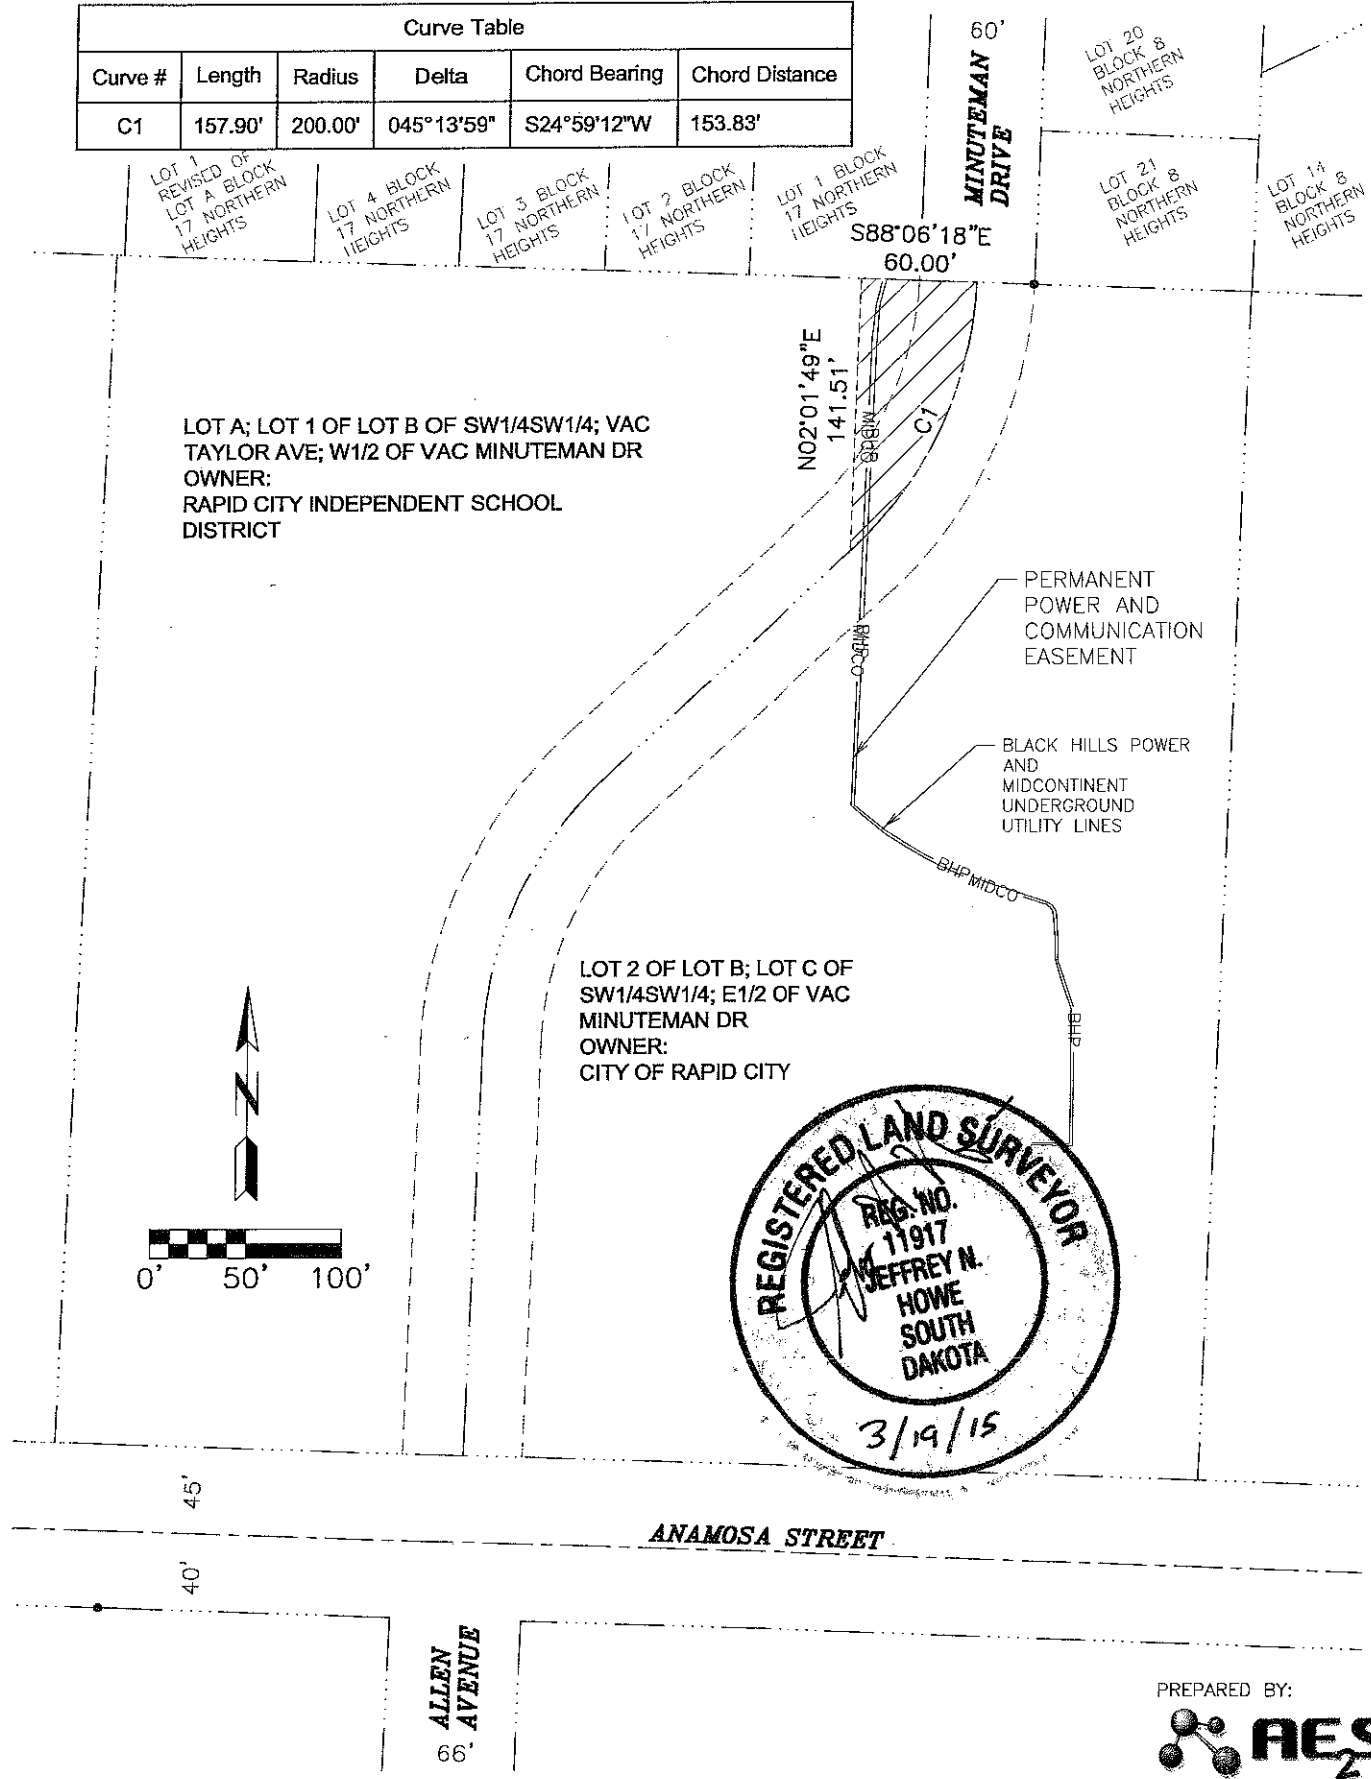 Curve Table
Curve # Length Radius Delta Chord Bearing Chord Distance
C1 157.90' 200.00' 045°13'59" S24°59'12"W 153.83'
60'
MINUTEMAN
DRIVE
LOT 20
BLOCK 8
NORTHERN
HEIGHTS
LOT 1
REVISED OF
LOT A BLOCK
17 NORTHERN
HEIGHTS
LOT 4 BLOCK
17 NORTHERN
HEIGHTS
LOT 3 BLOCK
17 NORTHERN
HEIGHTS
LOT 2 BLOCK
17 NORTHERN
HEIGHTS
LOT 1 BLOCK
17 NORTHERN
HEIGHTS
LOT 21
BLOCK 8
NORTHERN
HEIGHTS
LOT 14
BLOCK 8
NORTHERN
HEIGHTS
S88°06'18"E
60.00'
N02°01'49"E
141.51'
C1
LOT A; LOT 1 OF LOT B OF SW1/4SW1/4; VAC
TAYLOR AVE; W1/2 OF VAC MINUTEMAN DR
OWNER:
RAPID CITY INDEPENDENT SCHOOL
DISTRICT
PERMANENT
POWER AND
COMMUNICATION
EASEMENT
BHP
MIDCO
BLACK HILLS POWER
AND
MIDCONTINENT
UNDERGROUND
UTILITY LINES
BHP MIDCO
LOT 2 OF LOT B; LOT C OF
SW1/4SW1/4; E1/2 OF VAC
MINUTEMAN DR
OWNER:
CITY OF RAPID CITY
BHP
N
0' 50' 100'
REGISTERED LAND SURVEYOR
REG. NO.
11917
JEFFREY N.
HOWE
SOUTH
DAKOTA
3/19/15
45'
ANAMOSA STREET
40'
ALLEN
AVENUE
66'
PREPARED BY:
AE2S